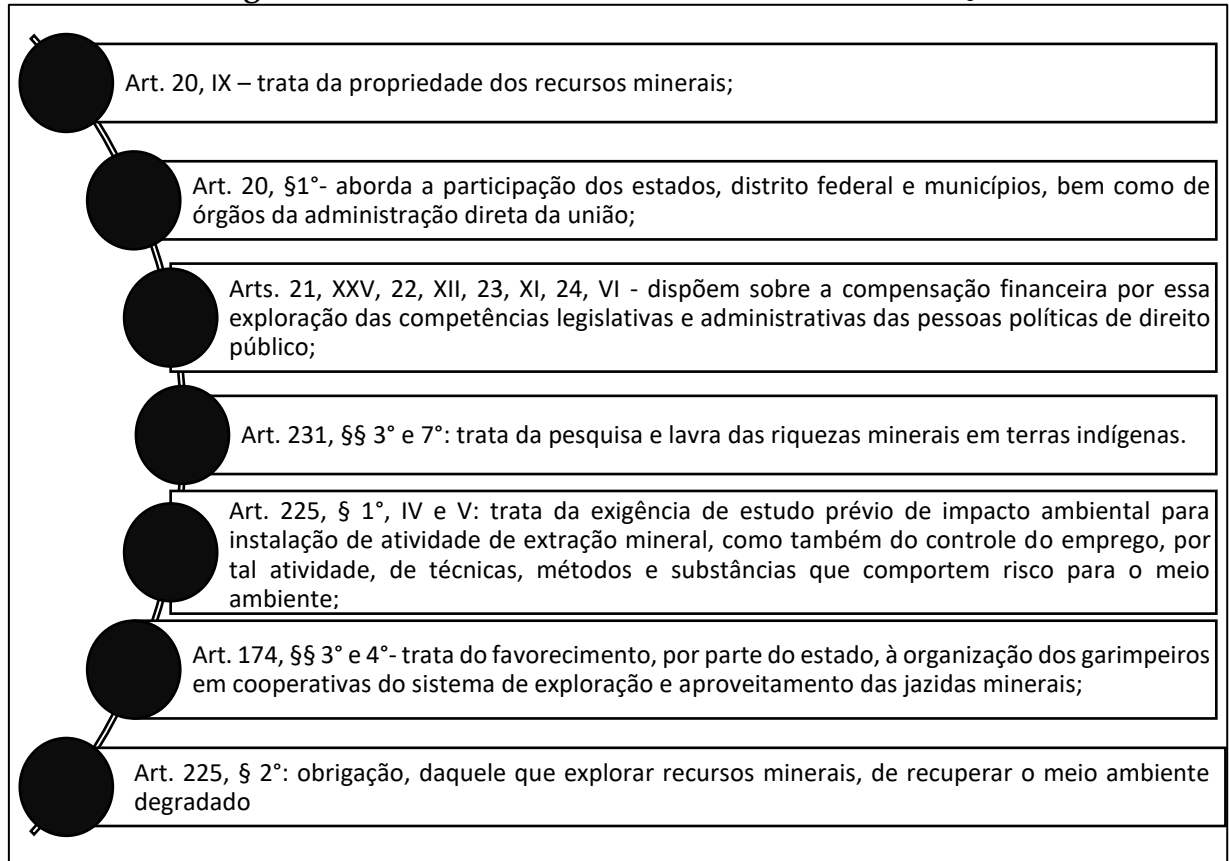 Art. 20, IX – trata da propriedade dos recursos minerais;
Art. 20, §1°- aborda a participação dos estados, distrito federal e municípios, bem como de
órgãos da administração direta da união;
Arts. 21, XXV, 22, XII, 23, XI, 24, VI - dispõem sobre a compensação financeira por essa
exploração das competências legislativas e administrativas das pessoas políticas de direito
público;
Art. 231, §§ 3° e 7°: trata da pesquisa e lavra das riquezas minerais em terras indígenas.
Art. 225, § 1°, IV e V: trata da exigência de estudo prévio de impacto ambiental para
instalação de atividade de extração mineral, como também do controle do emprego, por
tal atividade, de técnicas, métodos e substâncias que comportem risco para o meio
ambiente;
Art. 174, §§ 3° e 4°- trata do favorecimento, por parte do estado, à organização dos garimpeiros
em cooperativas do sistema de exploração e aproveitamento das jazidas minerais;
Art. 225, § 2°: obrigação, daquele que explorar recursos minerais, de recuperar o meio ambiente
degradado